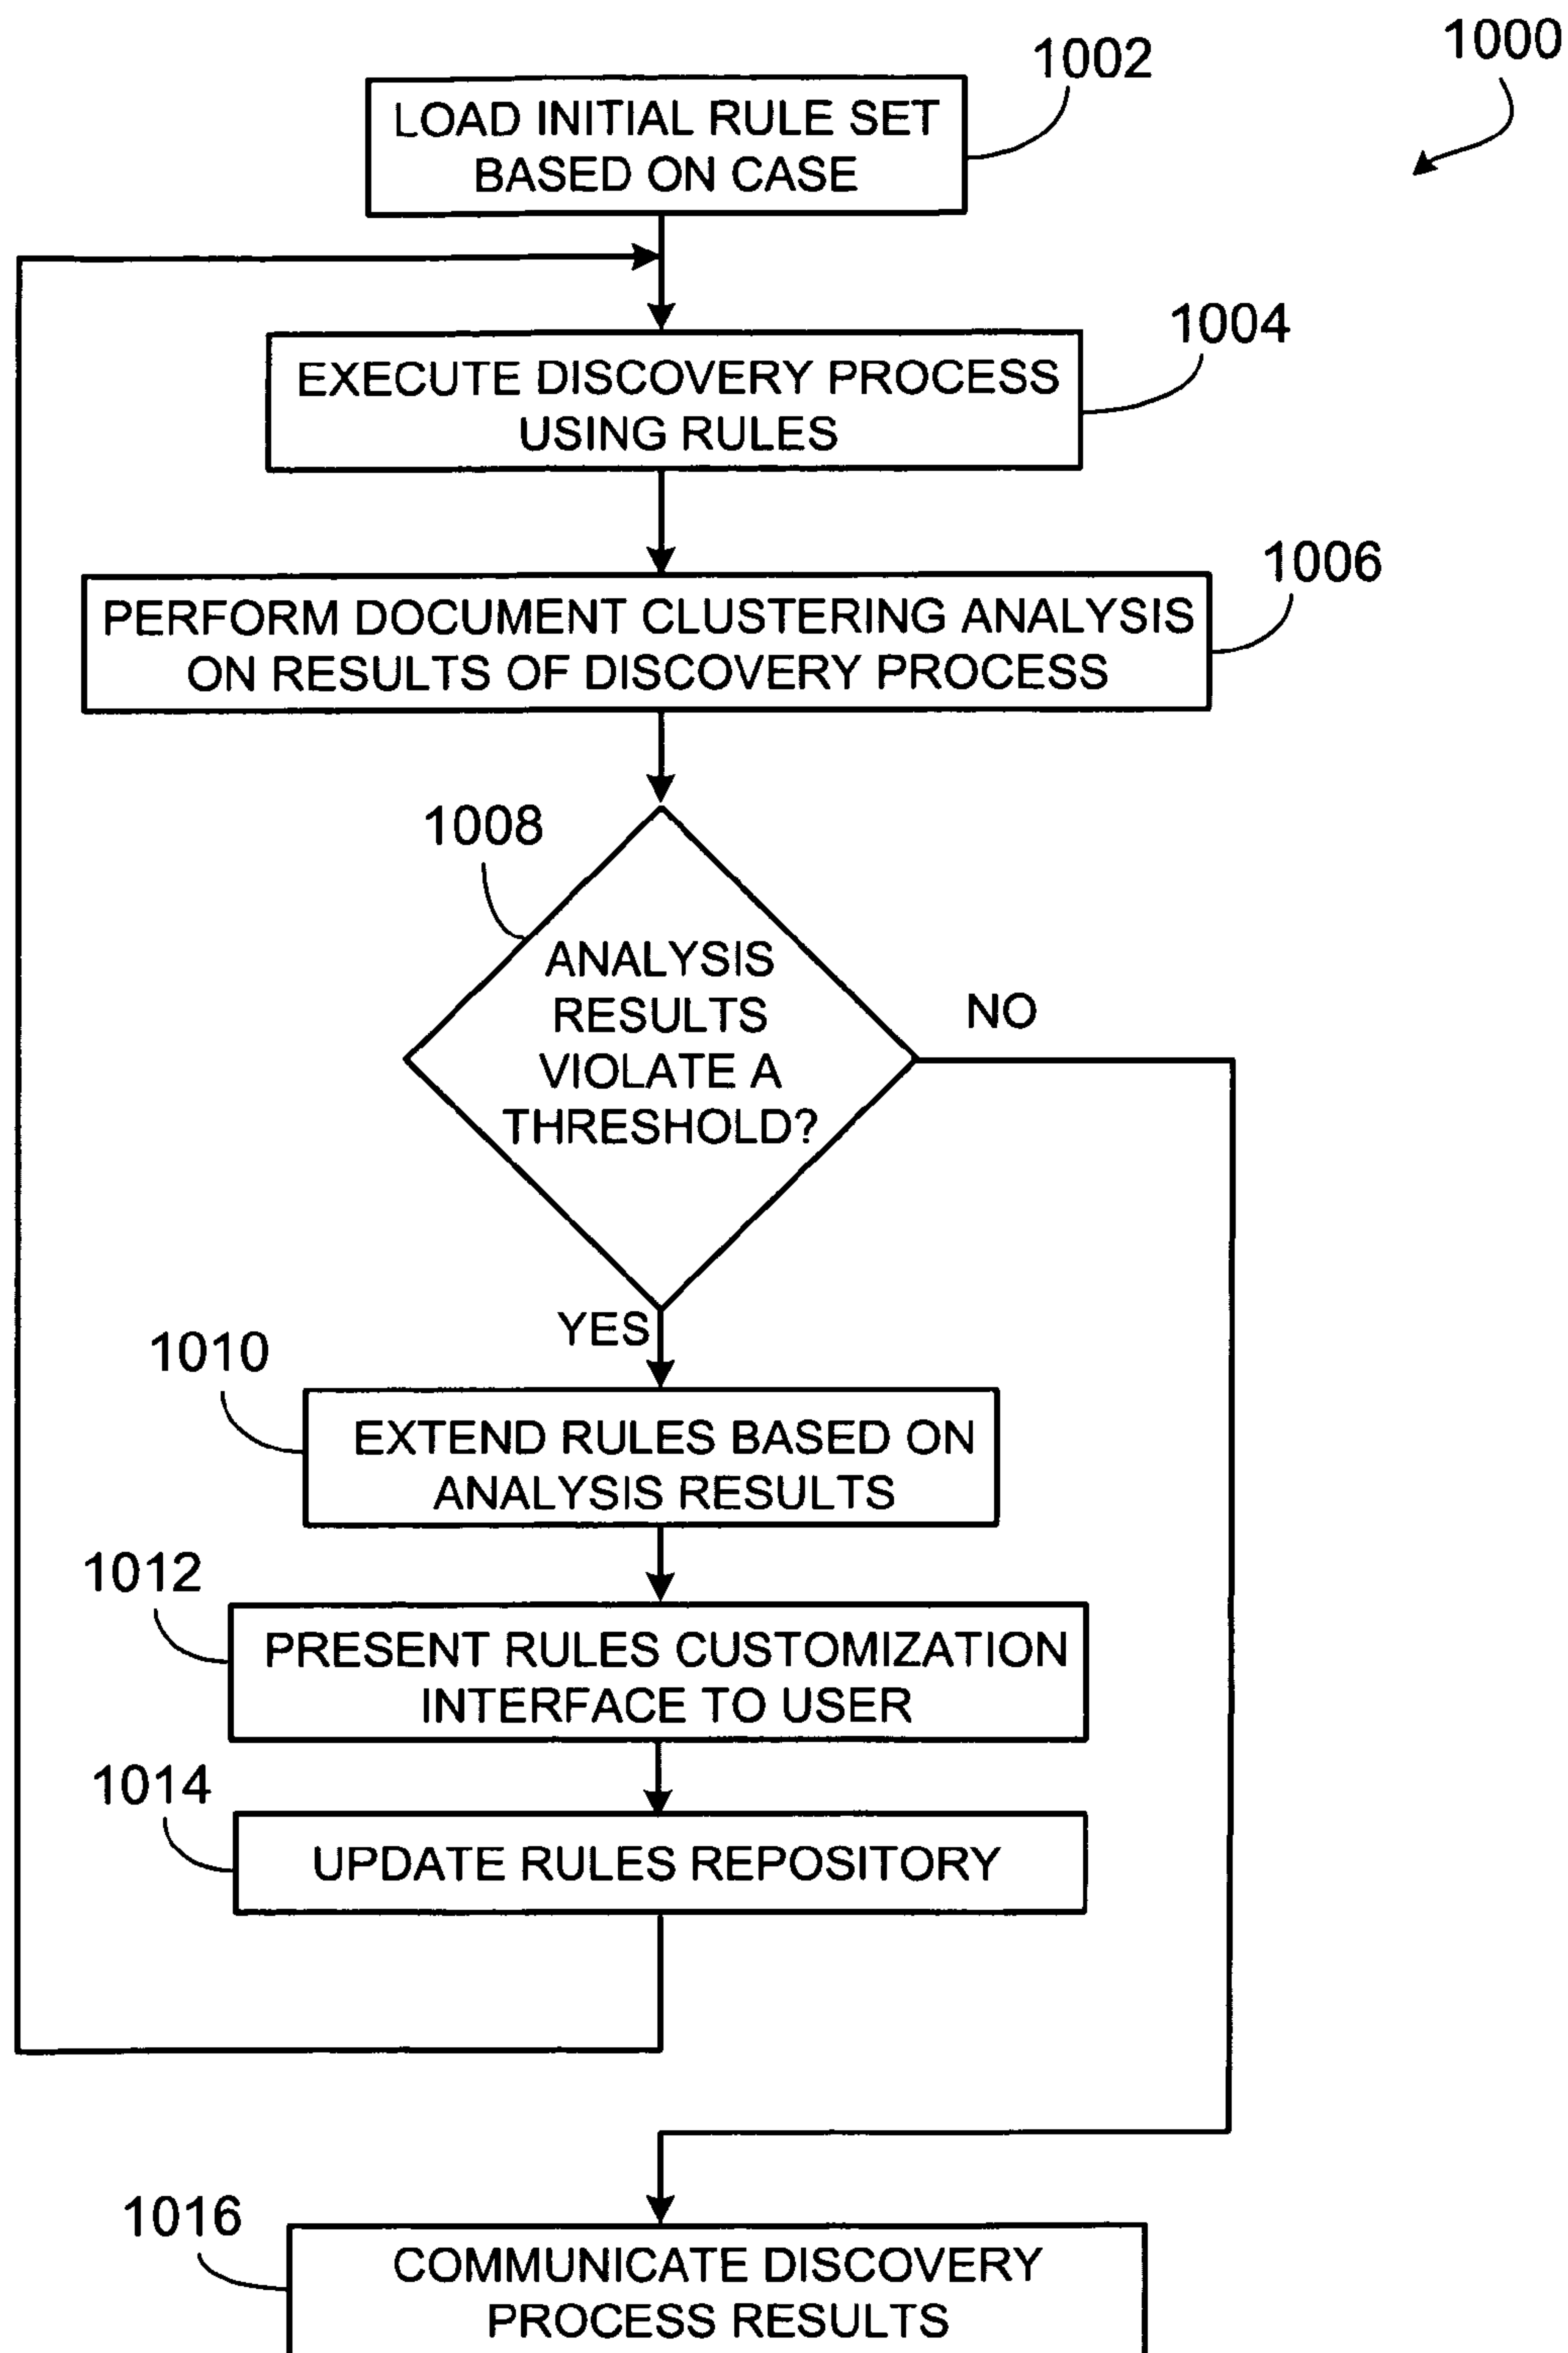 1000
1002
LOAD INITIAL RULE SET
BASED ON CASE
1004
EXECUTE DISCOVERY PROCESS
USING RULES
1006
PERFORM DOCUMENT CLUSTERING ANALYSIS
ON RESULTS OF DISCOVERY PROCESS
1008
ANALYSIS
RESULTS
VIOLATE A
THRESHOLD?
NO
YES
1010
EXTEND RULES BASED ON
ANALYSIS RESULTS
1012
PRESENT RULES CUSTOMIZATION
INTERFACE TO USER
1014
UPDATE RULES REPOSITORY
1016
COMMUNICATE DISCOVERY
PROCESS RESULTS